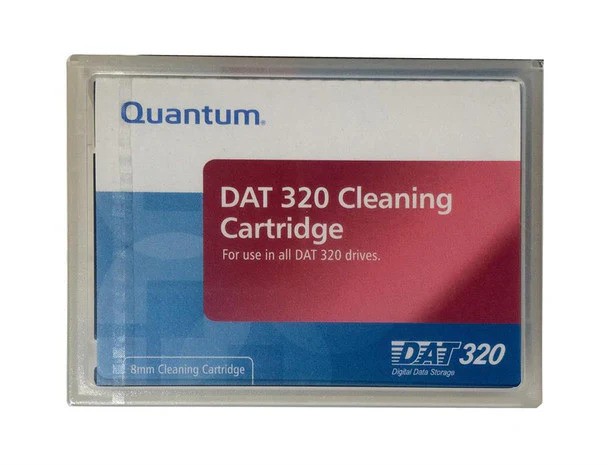 Quantum®
DAT 320 Cleaning
Cartridge
For use in all DAT 320 drives.
DAT 320
Digital Data Storage
8mm Cleaning Cartridge